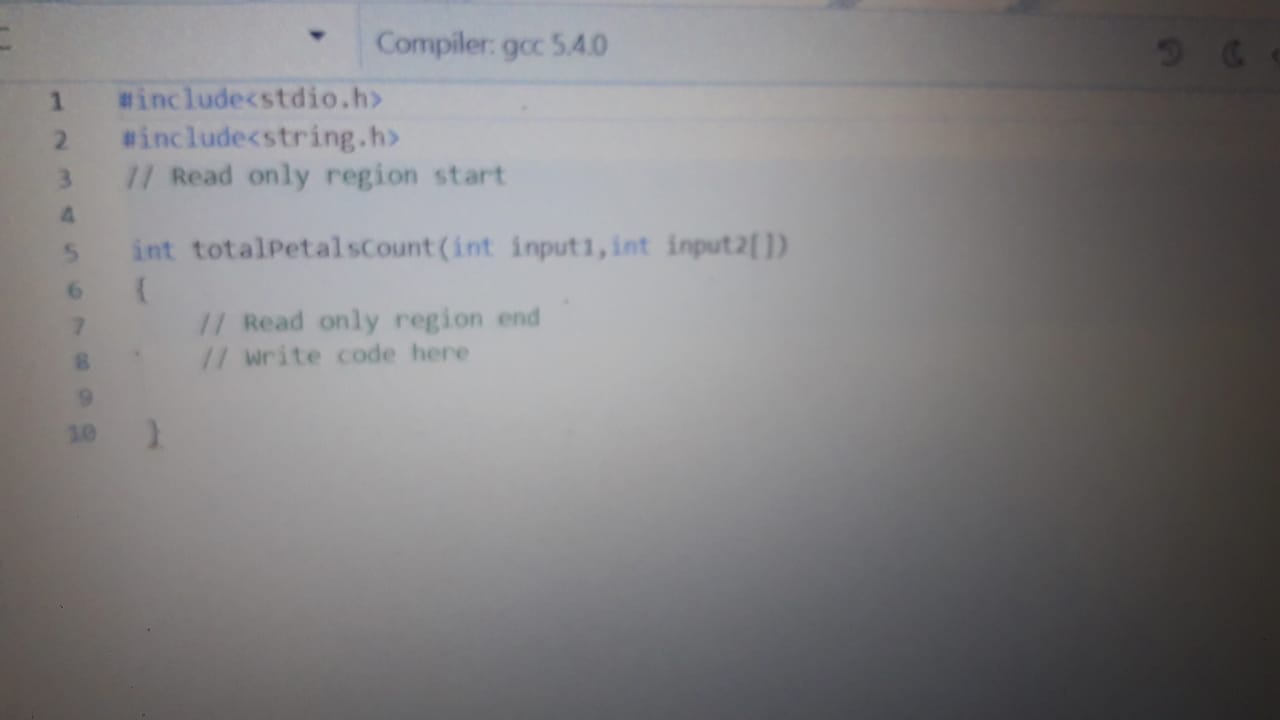 Compiler: gcc 5.4.0
1 #include<stdio.h>
2 #include<string.h>
3 // Read only region start
4
5 int totalPetalsCount(int input1,int input2[])
6 {
7 // Read only region end
8 // Write code here
9
10 }